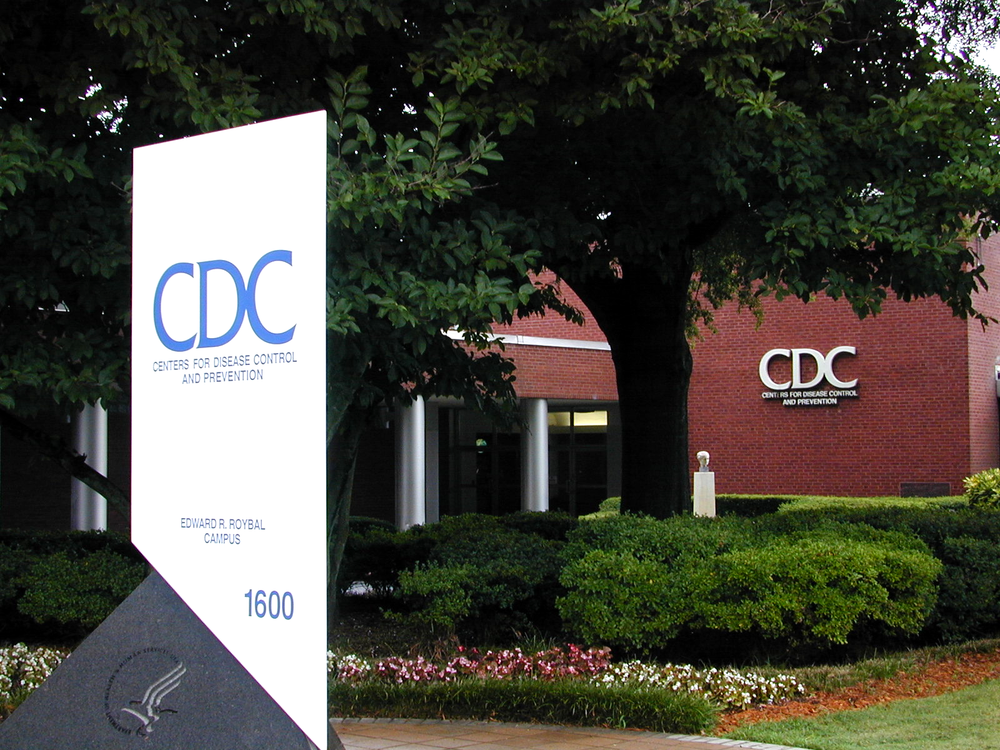 CDC
CENTERS FOR DISEASE CONTROL
AND PREVENTION
EDWARD R. ROYBAL
CAMPUS
1600
CDC
CENTERS FOR DISEASE CONTROL
AND PREVENTION